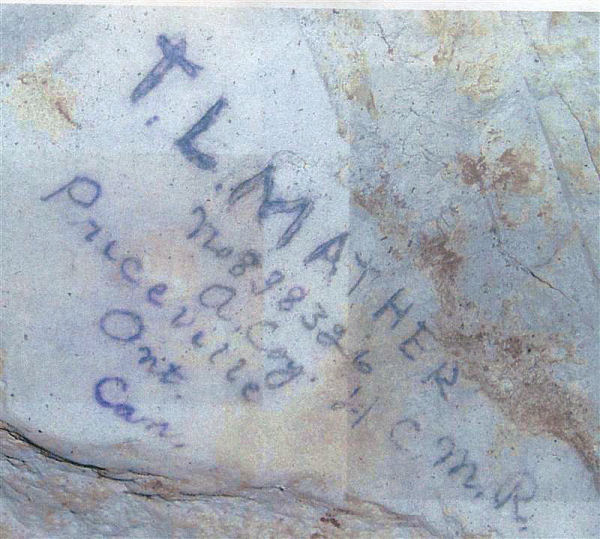 T. L. MATHER
No 898326
A. Coy. 4 C. M. R.
Priceville
Ont.
Can.